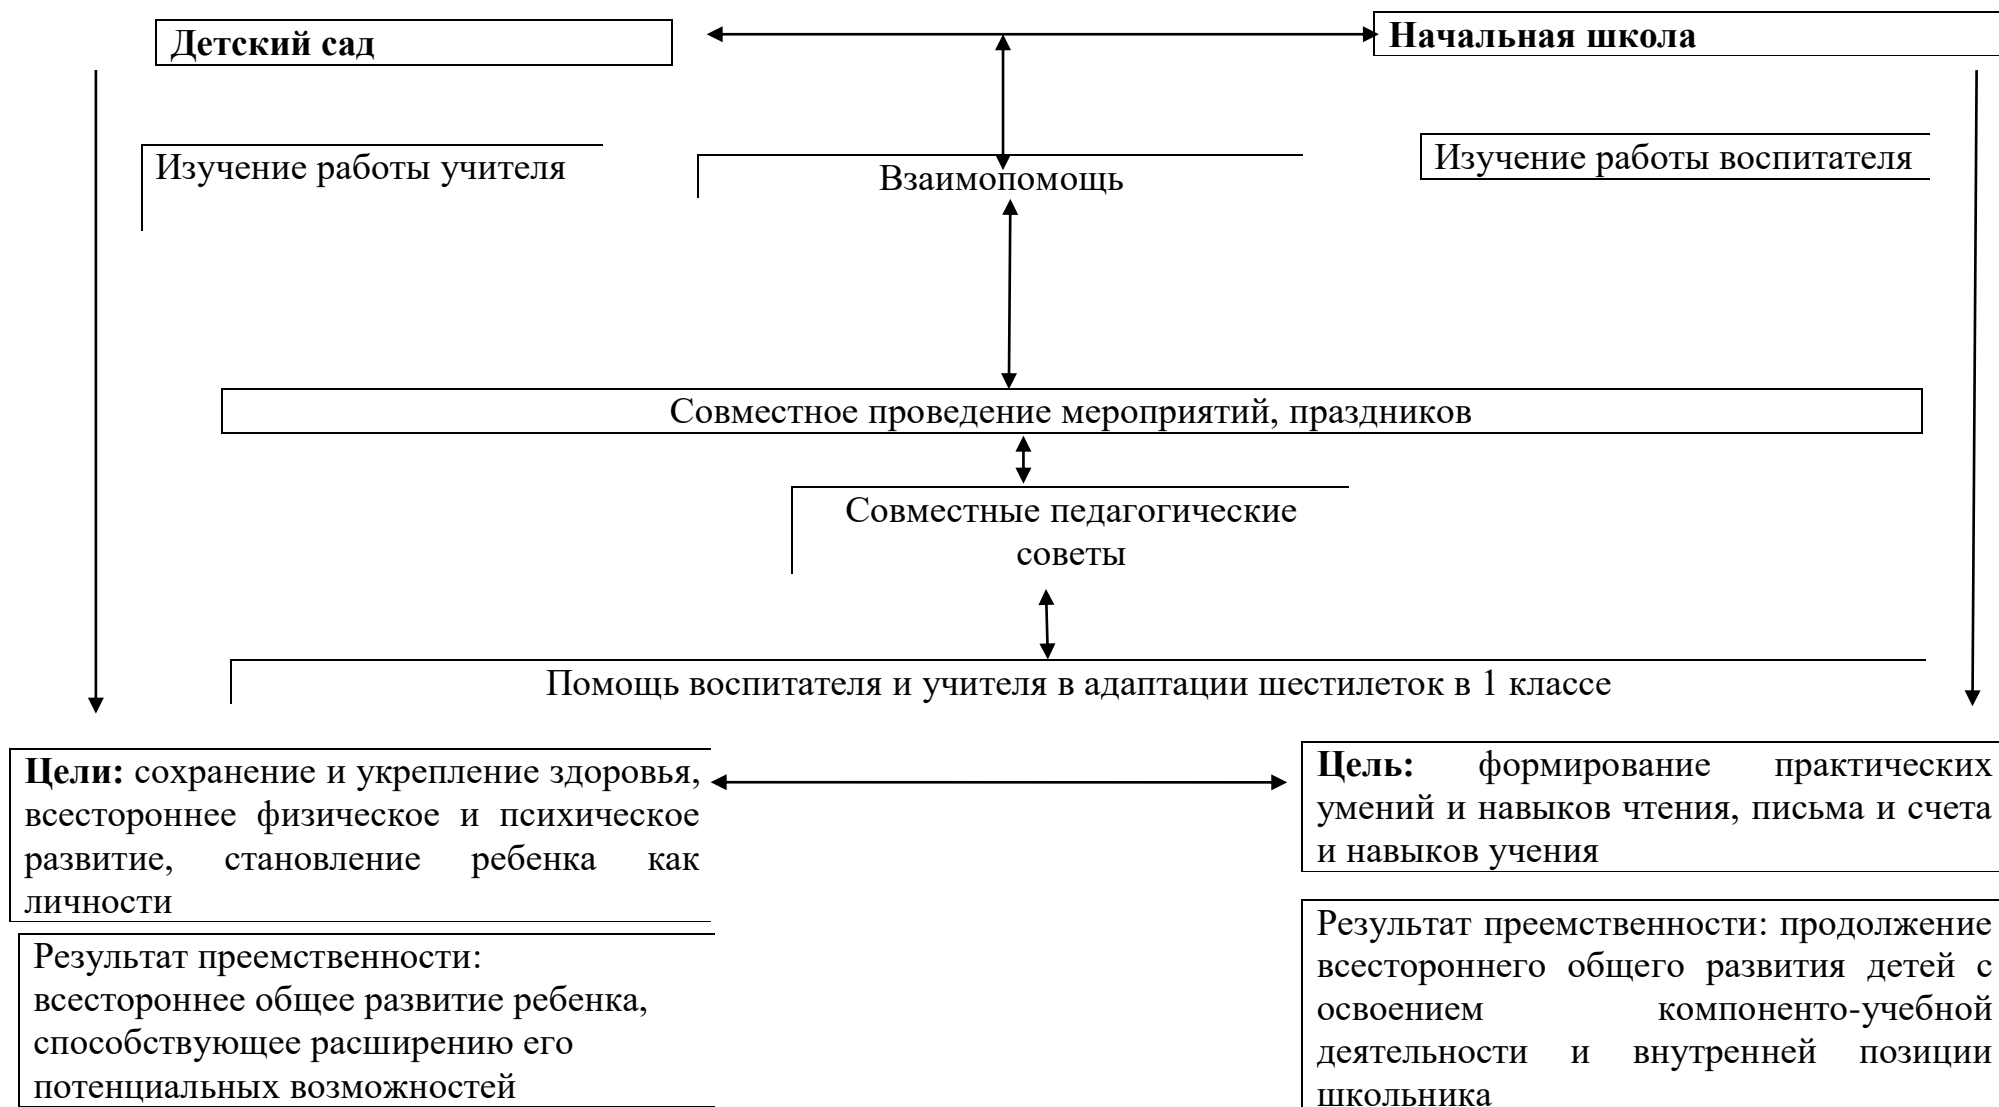 Детский сад
Начальная школа
Изучение работы учителя
Взаимопомощь
Изучение работы воспитателя
Совместное проведение мероприятий, праздников
Совместные педагогические
советы
Помощь воспитателя и учителя в адаптации шестилеток в 1 классе
Цели: сохранение и укрепление здоровья,
всестороннее физическое и психическое
развитие, становление ребенка как
личности
Цель: формирование практических
умений и навыков чтения, письма и счета
и навыков учения
Результат преемственности:
всестороннее общее развитие ребенка,
способствующее расширению его
потенциальных возможностей
Результат преемственности: продолжение
всестороннего общего развития детей с
освоением компоненто-учебной
деятельности и внутренней позиции
школьника